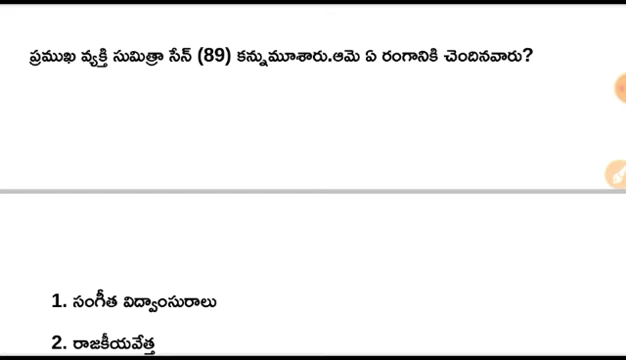 ప్రముఖ వ్యక్తి సుమిత్రా సేన్ (89) కన్నుమూశారు.ఆమె ఏ రంగానికి చెందినవారు?
1. సంగీత విద్వాంసురాలు
2. రాజకీయవేత్త